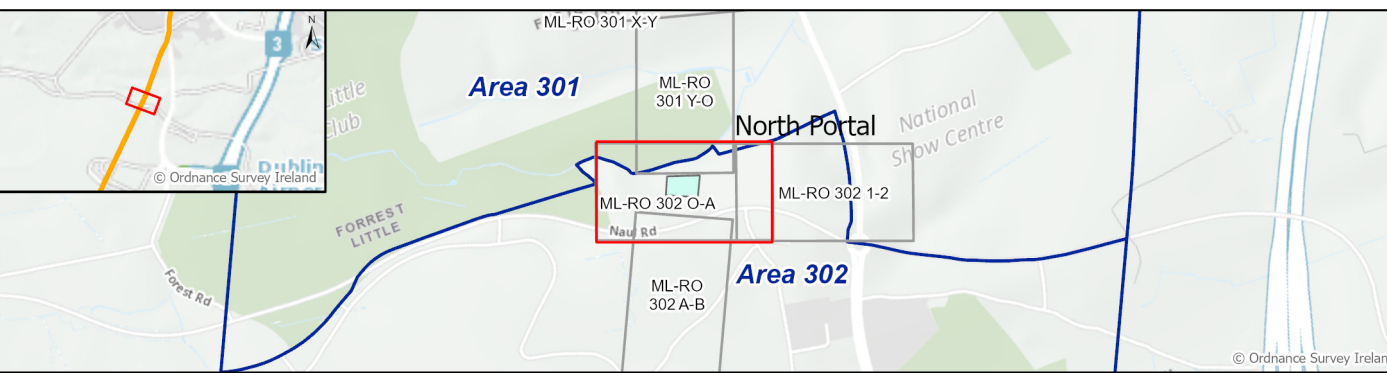 N
3
Dublin
Airport
© Ordnance Survey Ireland
Little
Club
ML-RO 301 X-Y
Area 301
ML-RO
301 Y-O
North Portal
National
Show Centre
ML-RO 302 O-A
ML-RO 302 1-2
FORREST
LITTLE
Naul Rd
Forest Rd
Area 302
ML-RO
302 A-B
© Ordnance Survey Irelan